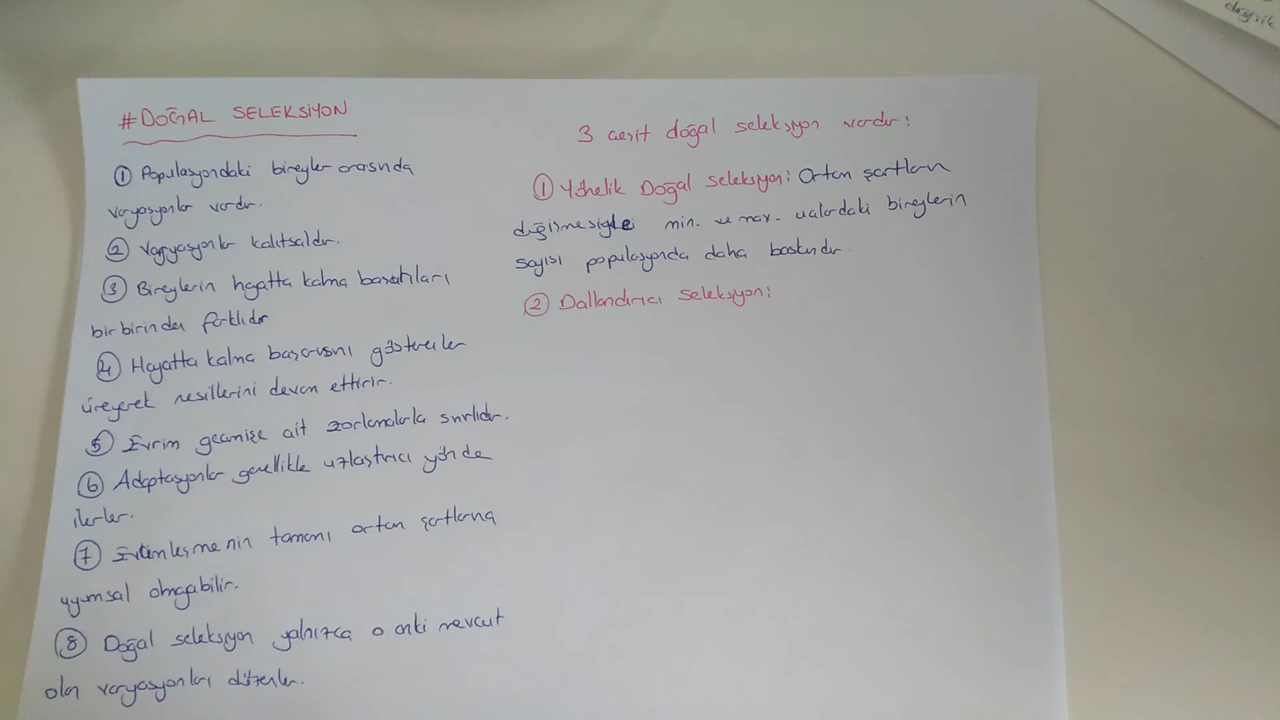 #DOĞAL SELEKSİYON
① Populasyondaki bireyler arasında
varyasyonlar vardır.
② Varyasyonlar kalıtsaldır.
③ Bireylerin hayatta kalma başarıları
birbirinden farklıdır
④ Hayatta kalma başarısını gösterenler
üreyerek nesillerini devam ettirir.
⑤ Evrim geçmişe ait zorlamalarla sınırlıdır.
⑥ Adaptasyonlar genellikle uzlaştırıcı yönde
ilerler.
⑦ Evrimleşmenin tamamı ortam şartlarına
uyumsal olmayabilir.
⑧ Doğal seleksiyon yalnızca o anki mevcut
olan varyasyonları düzenler.
3 çeşit doğal seleksiyon vardır:
① Yönelik Doğal Seleksiyon: Ortam şartları
değişmesiyle min. ve max. uçlardaki bireylerin
sayısı populasyonda daha baskındır.
② Dallandırıcı Seleksiyon: